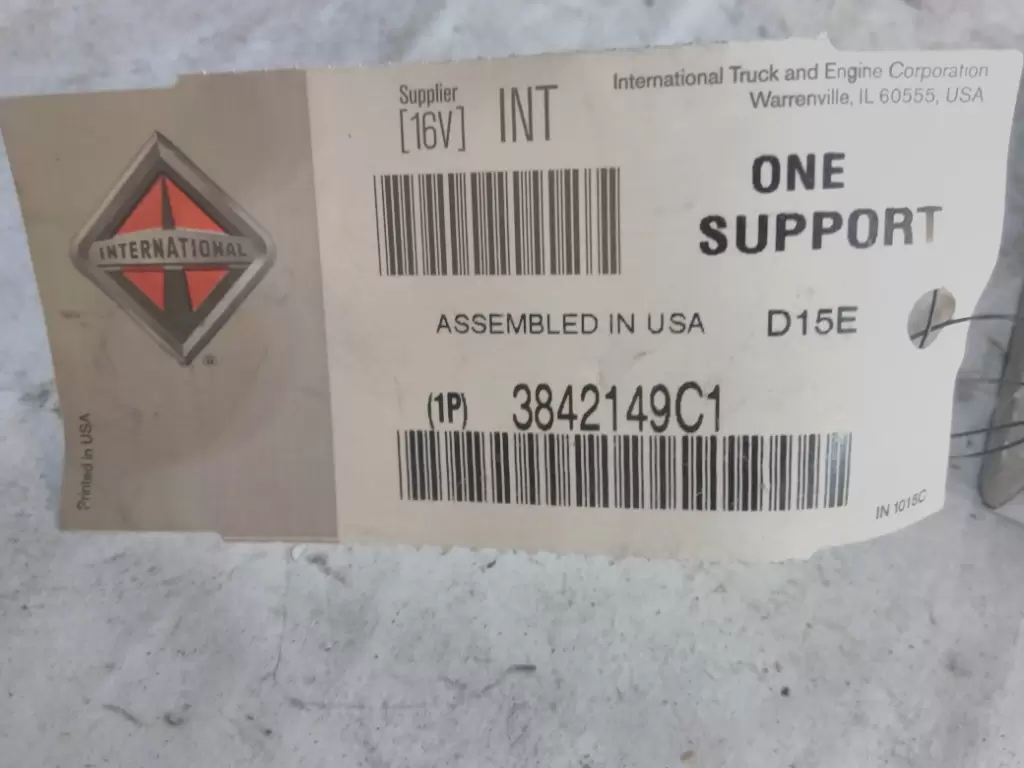 Supplier
[16V] INT
International Truck and Engine Corporation
Warrenville, IL 60555, USA
ONE
SUPPORT
INTERNATIONAL
®
ASSEMBLED IN USA D15E
(1P) 3842149C1
Printed in USA
IN 1015C